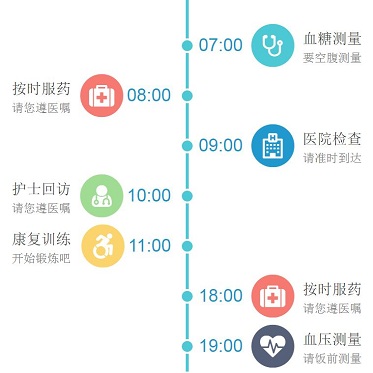 07:00
血糖测量
要空腹测量
按时服药
请您遵医嘱
08:00
09:00
医院检查
请准时到达
护士回访
请您遵医嘱
10:00
康复训练
开始锻炼吧
11:00
18:00
按时服药
请您遵医嘱
19:00
血压测量
请饭前测量